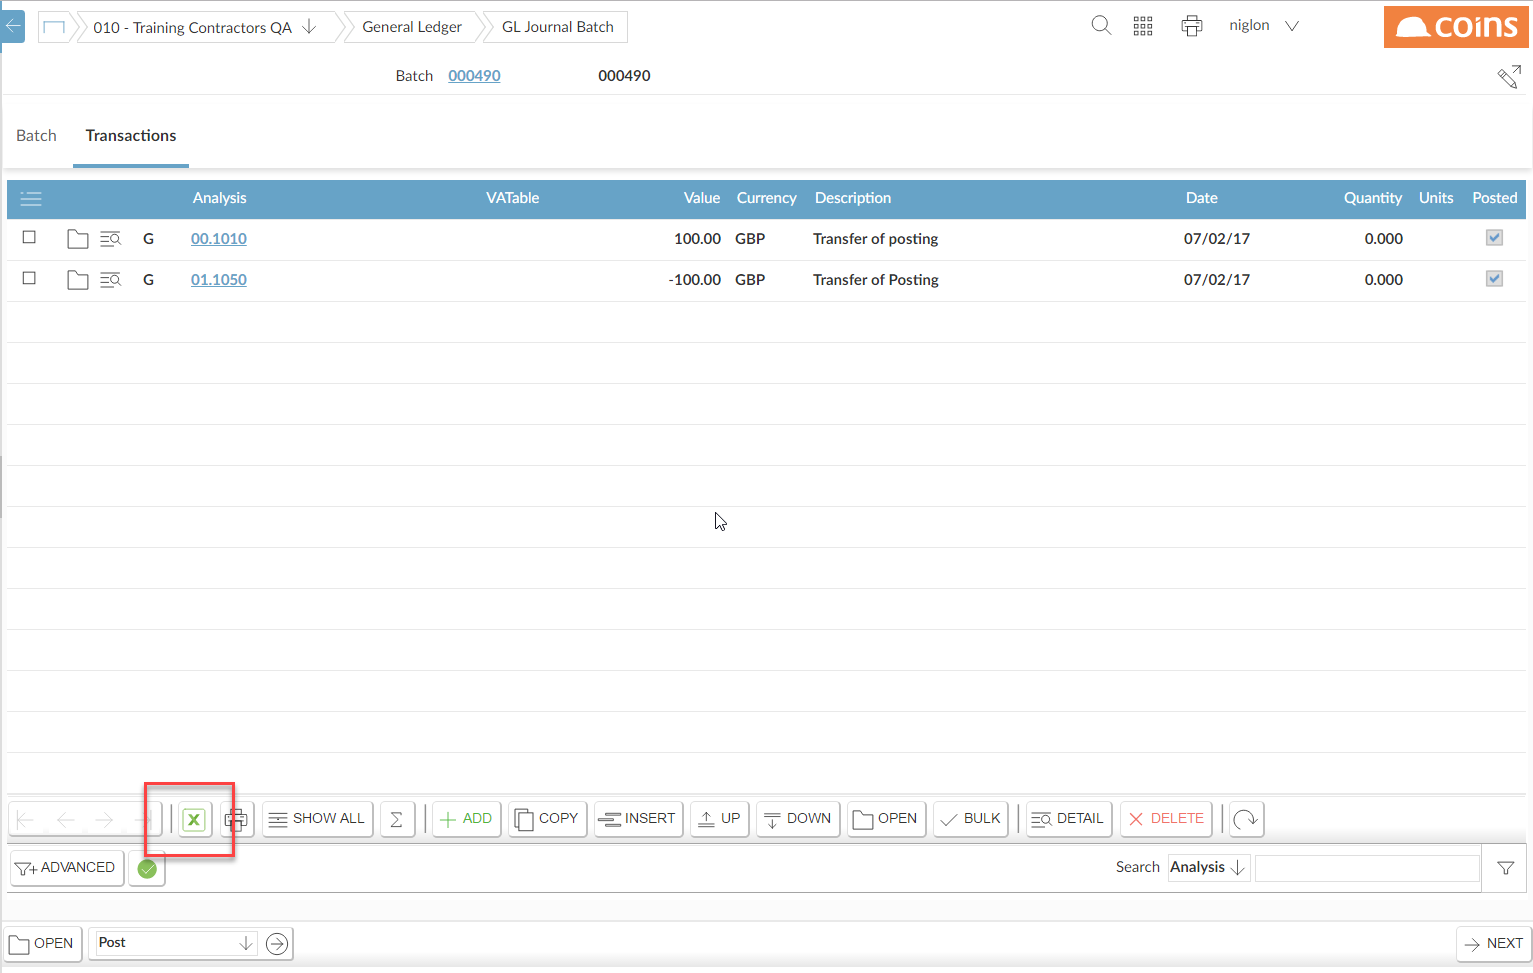 010 - Training Contractors QA General Ledger GL Journal Batch niglon coins
Batch 000490 000490
Batch Transactions
Analysis VATable Value Currency Description Date Quantity Units Posted
G 00.1010 100.00 GBP Transfer of posting 07/02/17 0.000
G 01.1050 -100.00 GBP Transfer of Posting 07/02/17 0.000
X SHOW ALL Σ ADD COPY INSERT UP DOWN OPEN BULK DETAIL DELETE
ADVANCED Search Analysis
OPEN Post NEXT